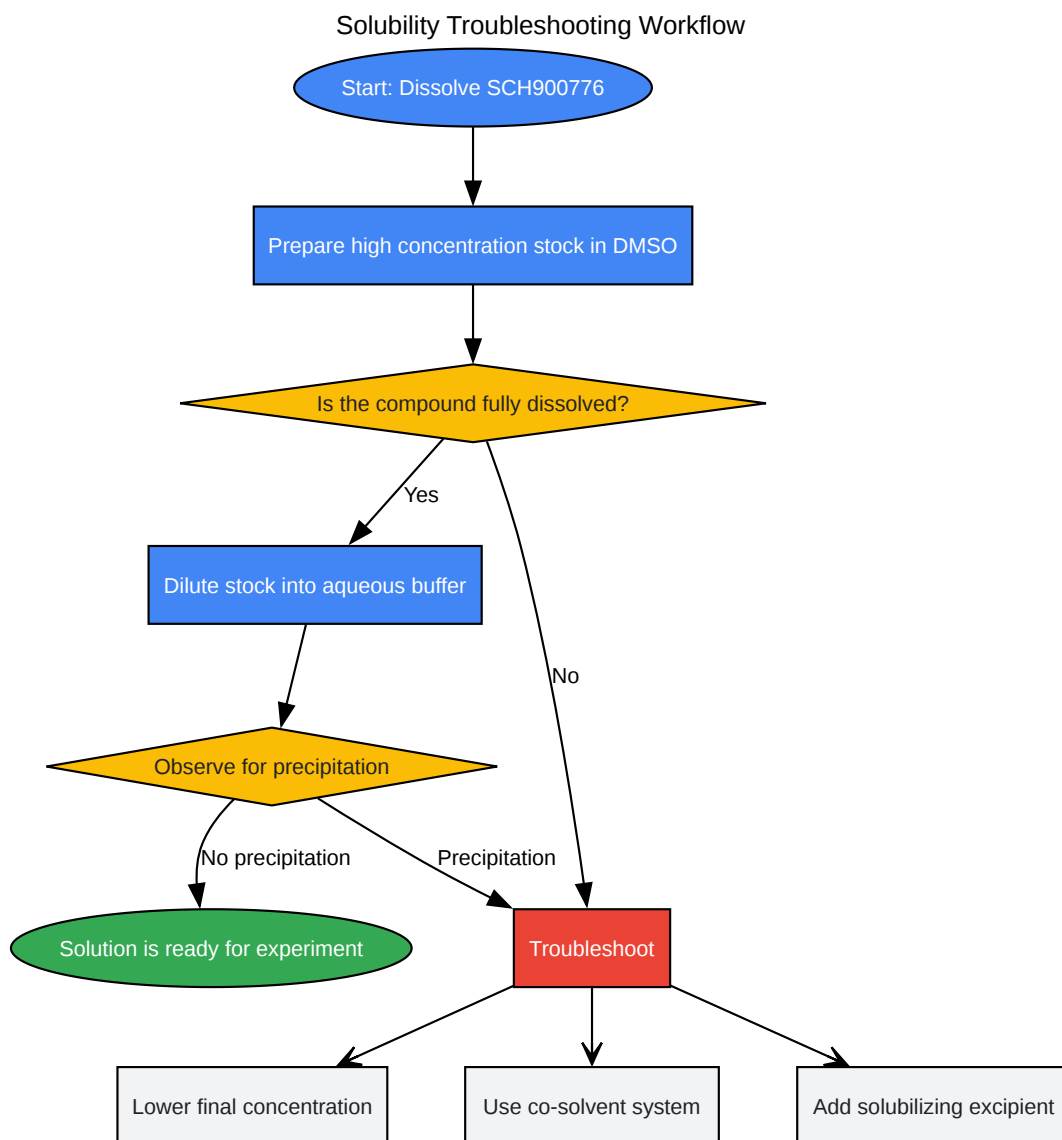 Solubility Troubleshooting Workflow
Start: Dissolve SCH900776
Prepare high concentration stock in DMSO
Is the compound fully dissolved?
Yes
Dilute stock into aqueous buffer
No
Observe for precipitation
No precipitation
Precipitation
Solution is ready for experiment
Troubleshoot
Lower final concentration
Use co-solvent system
Add solubilizing excipient